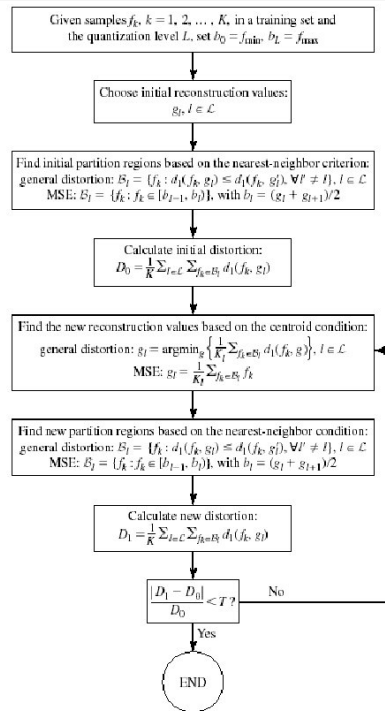 Given samples f_k, k = 1, 2, ... , K, in a training set and
the quantization level L, set b_0 = f_min, b_L = f_max
Choose initial reconstruction values:
g_l, l ∈ ℒ
Find initial partition regions based on the nearest-neighbor criterion:
general distortion: ℬ_l = {f_k : d_1(f_k, g_l) ≤ d_1(f_k, g_l'), ∀l' ≠ l}, l ∈ ℒ
MSE: ℬ_l = {f_k : f_k ∈ [b_{l−1}, b_l)}, with b_l = (g_l + g_{l+1})/2
Calculate initial distortion:
D_0 = 1/K ∑_{l∈ℒ} ∑_{f_k∈ℬ_l} d_1(f_k, g_l)
Find the new reconstruction values based on the centroid condition:
general distortion: g_l = argmin_g {1/K_l ∑_{f_k∈ℬ_l} d_1(f_k, g)}, l ∈ ℒ
MSE: g_l = 1/K_l ∑_{f_k∈ℬ_l} f_k
Find new partition regions based on the nearest-neighbor condition:
general distortion: ℬ_l = {f_k : d_1(f_k, g_l) ≤ d_1(f_k, g_l'), ∀l' ≠ l}, l ∈ ℒ
MSE: ℬ_l = {f_k : f_k ∈ [b_{l−1}, b_l)}, with b_l = (g_l + g_{l+1})/2
Calculate new distortion:
D_1 = 1/K ∑_{l∈ℒ} ∑_{f_k∈ℬ_l} d_1(f_k, g_l)
|D_1 − D_0| / D_0 < T ?
No
Yes
END